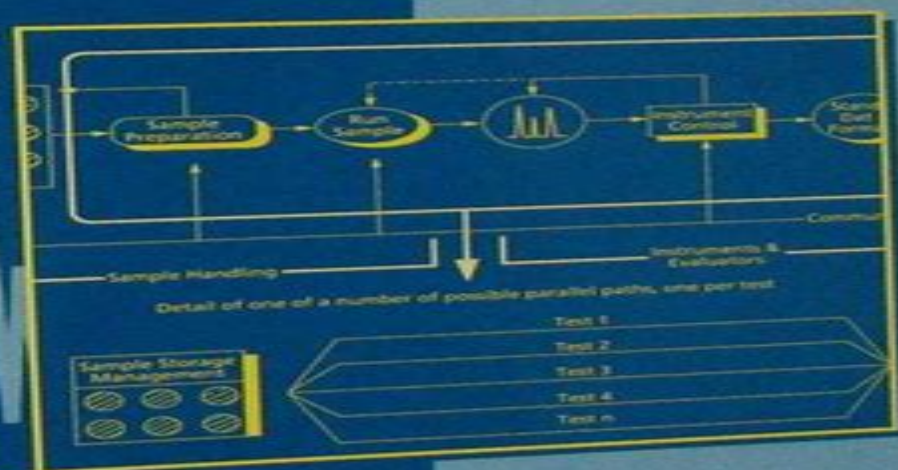 Sample
Preparation
Run
Sample
Instrument
Control
Sample Handling
Instruments &
Evaluators
Detail of one of a number of possible parallel paths, one per test
Sample Storage
Management
Test 1
Test 2
Test 3
Test 4
Test n